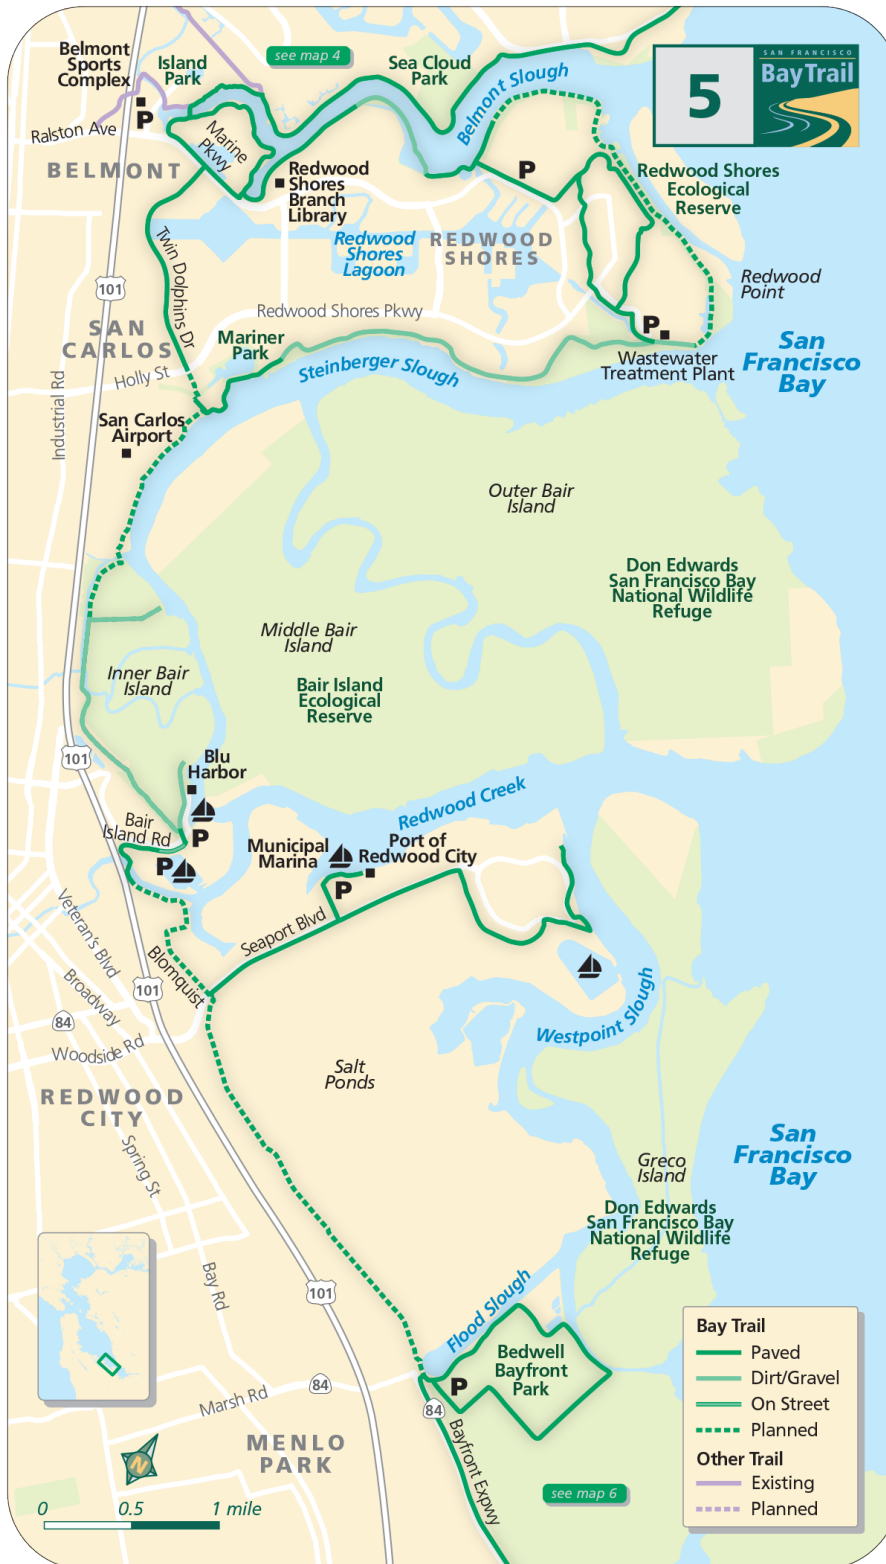 see map 4
SAN FRANCISCO
BayTrail
5
Belmont
Sports
Complex
Island
Park
Sea Cloud
Park
Belmont Slough
P
Ralston Ave
Marine
Pkwy
BELMONT
Redwood
Shores
Branch
Library
P
Redwood Shores
Ecological
Reserve
Redwood
Shores
Lagoon
REDWOOD
SHORES
Twin Dolphins Dr
Redwood
Point
101
Redwood Shores Pkwy
SAN
CARLOS
Mariner
Park
P
Wastewater
Treatment Plant
San
Francisco
Bay
Holly St
Steinberger Slough
Industrial Rd
San Carlos
Airport
Outer Bair
Island
Don Edwards
San Francisco Bay
National Wildlife
Refuge
Middle Bair
Island
Inner Bair
Island
Bair Island
Ecological
Reserve
101
Blu
Harbor
Redwood Creek
Bair
Island Rd
P
P
Municipal
Marina
Port of
Redwood City
P
Seaport Blvd
Veteran's Blvd
Blomquist
Broadway
101
84
Woodside Rd
Westpoint Slough
Salt
Ponds
REDWOOD
CITY
Spring St
San
Francisco
Bay
Greco
Island
Don Edwards
San Francisco Bay
National Wildlife
Refuge
Bay Rd
101
Flood Slough
Bedwell
Bayfront
Park
P
84
Marsh Rd
84
Bayfront Expwy
MENLO
PARK
N
0 0.5 1 mile
see map 6
Bay Trail
Paved
Dirt/Gravel
On Street
Planned
Other Trail
Existing
Planned